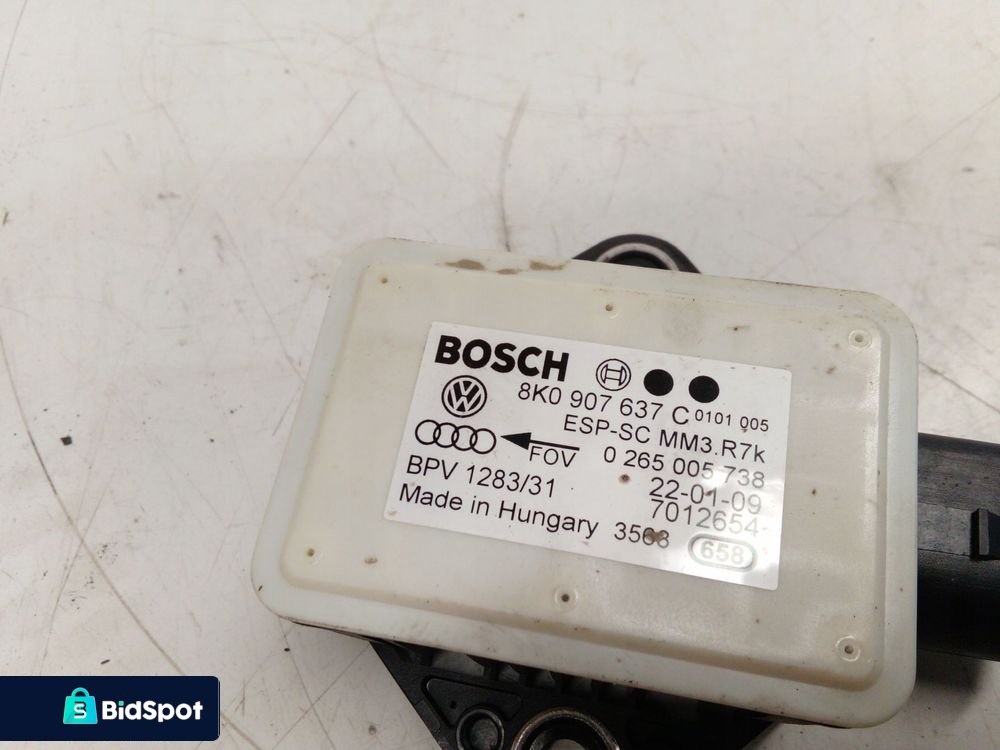 BOSCH
8K0 907 637 C 0101 005
ESP-SC MM3.R7k
FOV 0 265 005 738
BPV 1283/31 22-01-09
7012654
Made in Hungary 3568 658
BidSpot